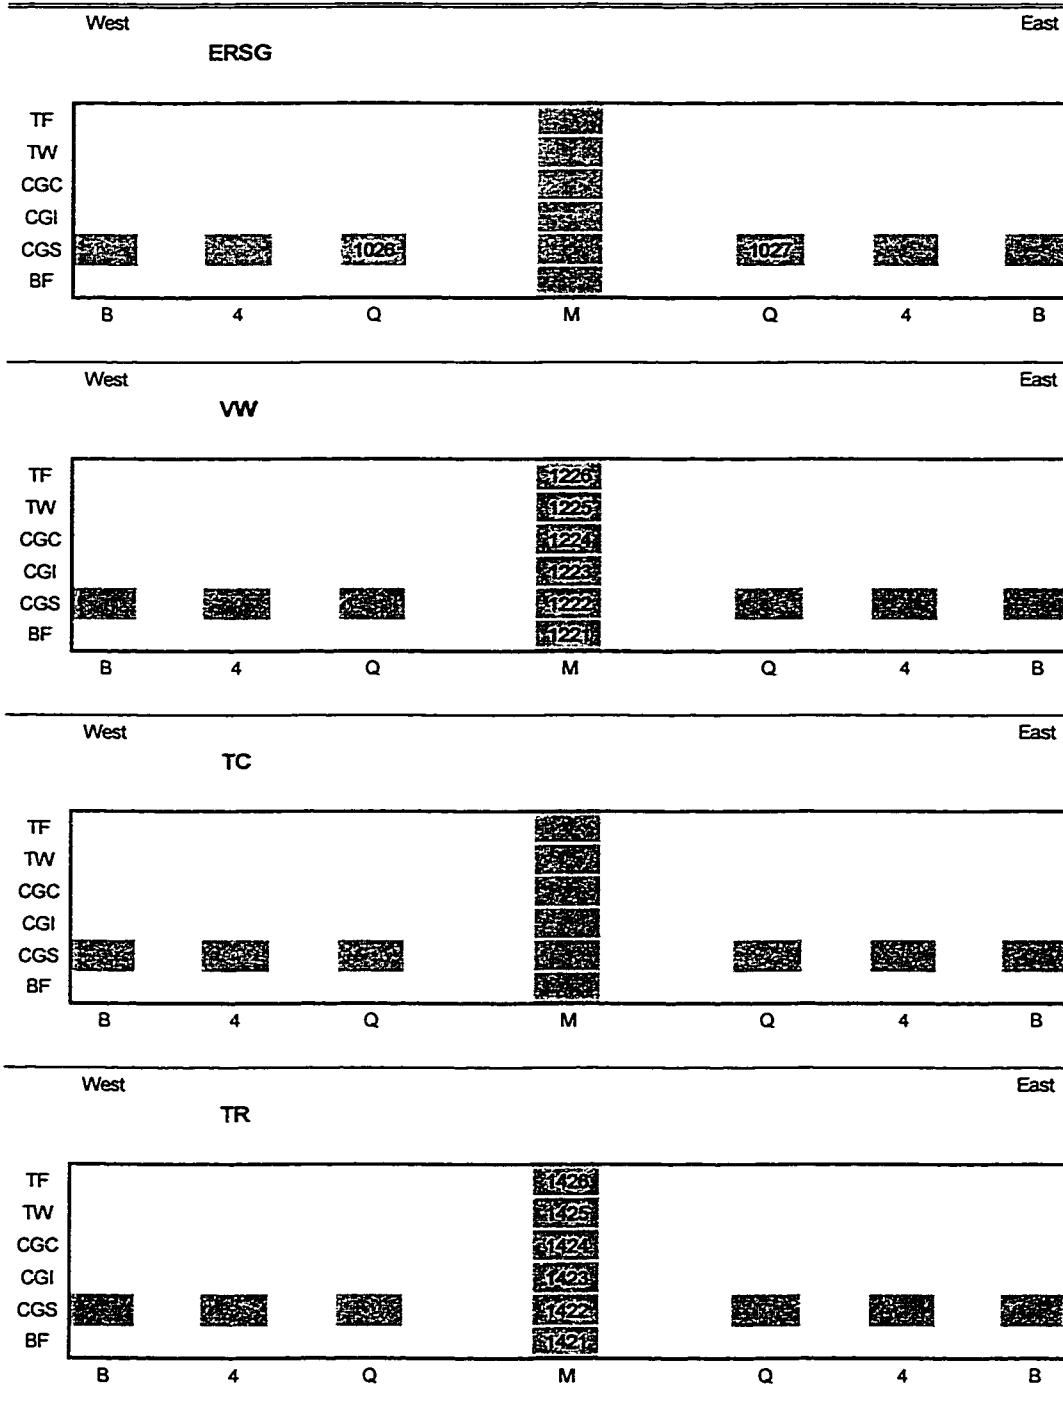 West East
ERSG
TF
TW
CGC
CGI
CGS 1026 1027
BF
B 4 Q M Q 4 B
West East
VW
TF 1226
TW 1225
CGC 1224
CGI 1223
CGS 1222
BF 1221
B 4 Q M Q 4 B
West East
TC
TF
TW
CGC
CGI
CGS
BF
B 4 Q M Q 4 B
West East
TR
TF 1426
TW 1425
CGC 1424
CGI 1423
CGS 1422
BF 1421
B 4 Q M Q 4 B